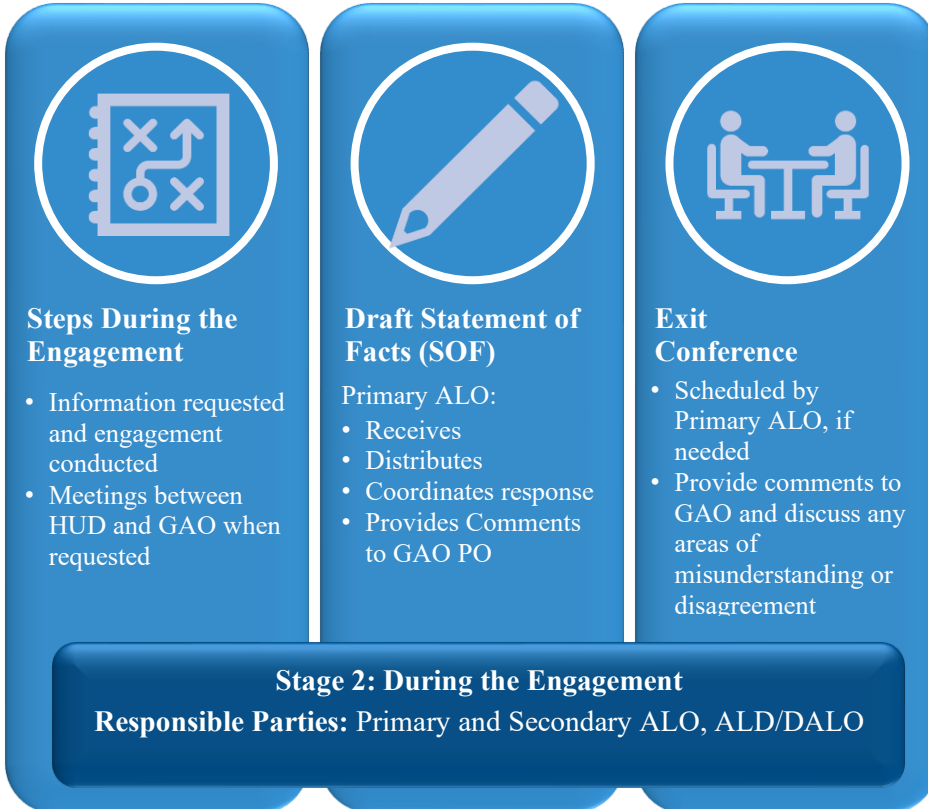 Steps During the
Engagement
• Information requested
and engagement
conducted
• Meetings between
HUD and GAO when
requested
Draft Statement of
Facts (SOF)
Primary ALO:
• Receives
• Distributes
• Coordinates response
• Provides Comments
to GAO PO
Exit
Conference
• Scheduled by
Primary ALO, if
needed
• Provide comments to
GAO and discuss any
areas of
misunderstanding or
disagreement
Stage 2: During the Engagement
Responsible Parties: Primary and Secondary ALO, ALD/DALO